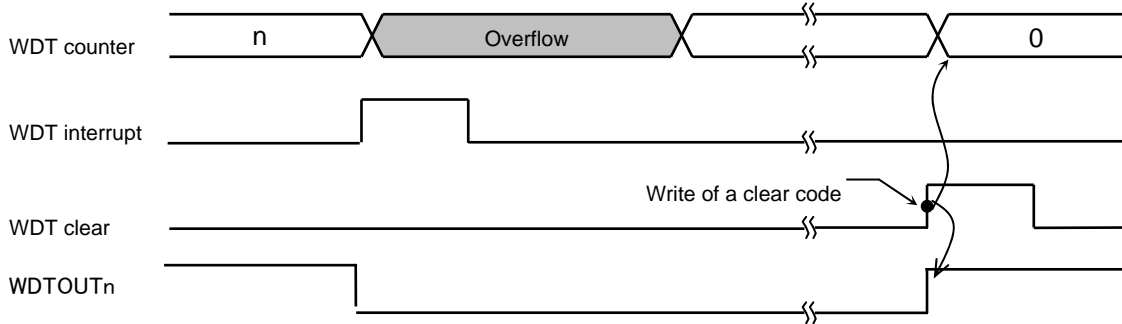 WDT counter
n
Overflow
0
WDT interrupt
Write of a clear code
WDT clear
WDTOUTn